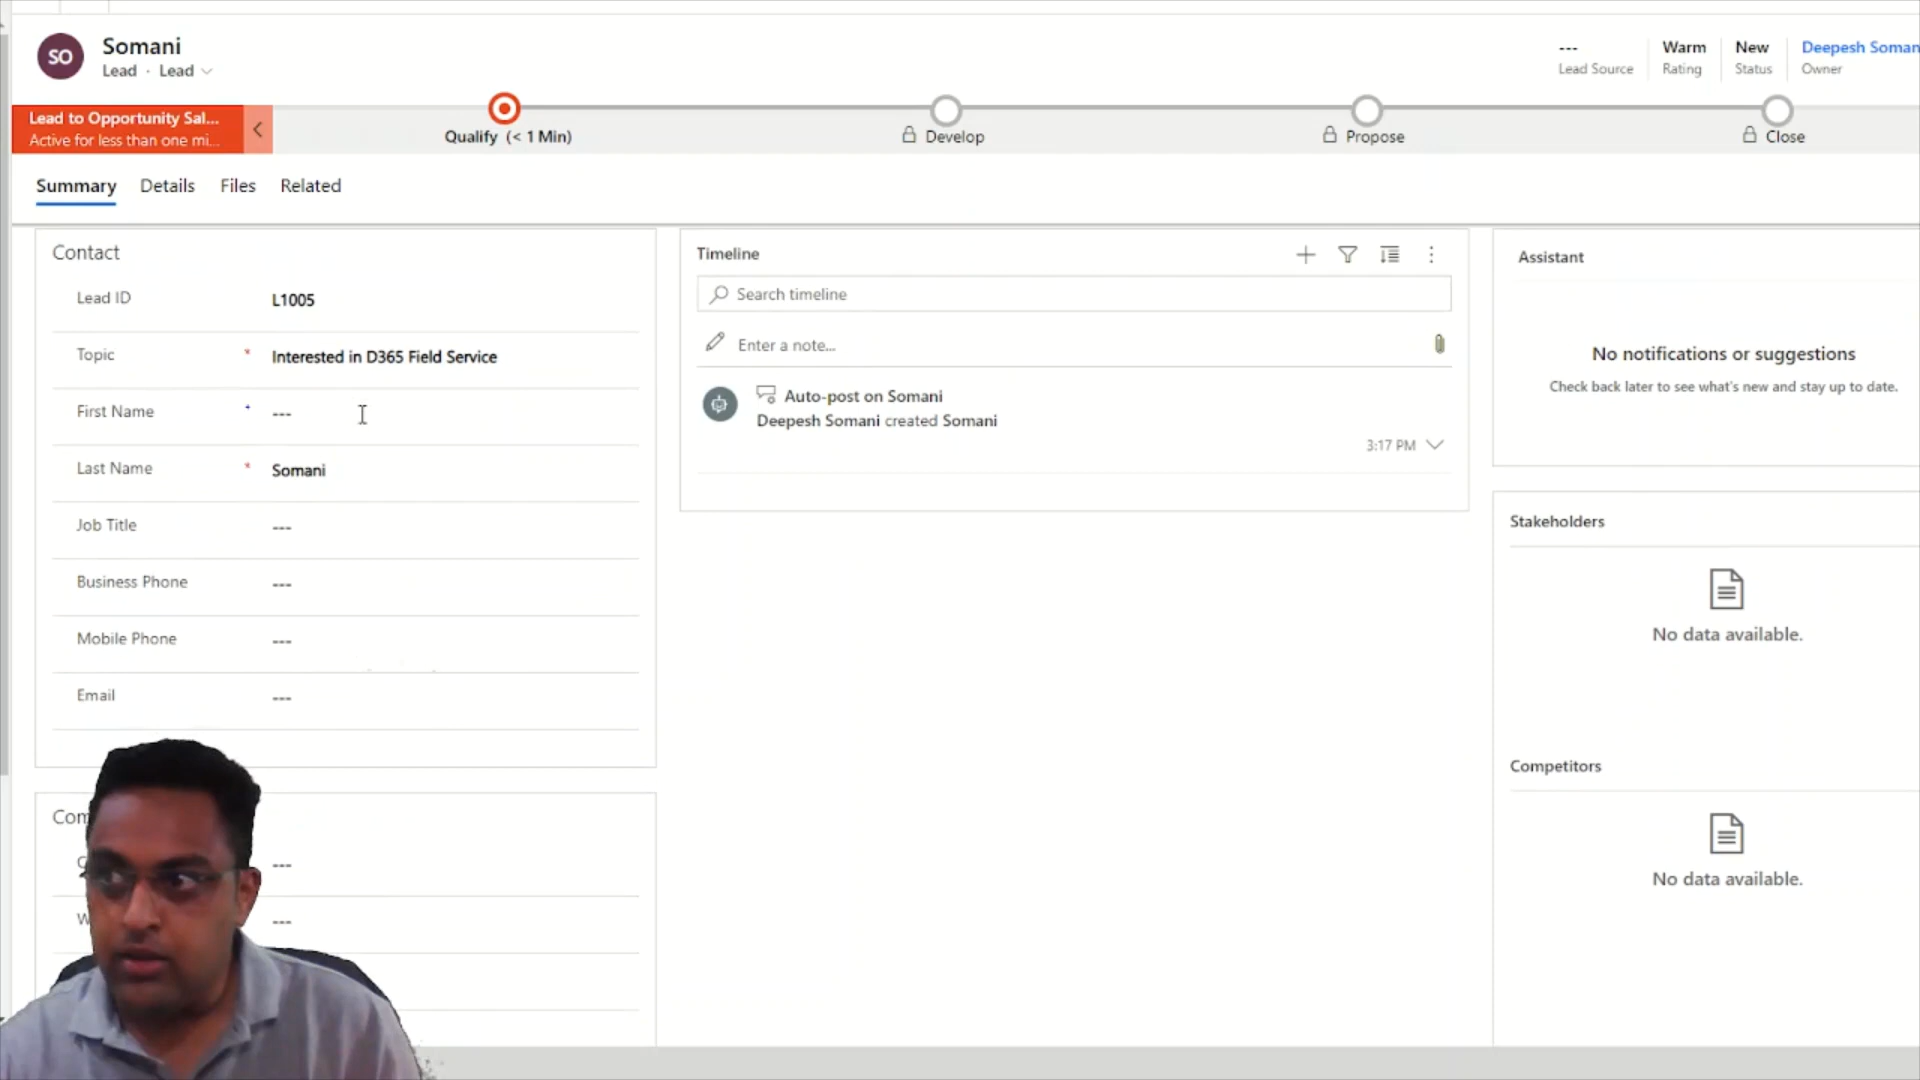 SO
Somani
Lead · Lead
---
Lead Source
Warm
Rating
New
Status
Deepesh Soman
Owner
Lead to Opportunity Sal...
Active for less than one mi...
Qualify (< 1 Min)
Develop
Propose
Close
Summary
Details
Files
Related
Contact
Lead ID
L1005
Topic
*
Interested in D365 Field Service
First Name
---
Last Name
*
Somani
Job Title
---
Business Phone
---
Mobile Phone
---
Email
---
Com
---
---
Timeline
Search timeline
Enter a note...
Auto-post on Somani
Deepesh Somani created Somani
3:17 PM
Assistant
No notifications or suggestions
Check back later to see what's new and stay up to date.
Stakeholders
No data available.
Competitors
No data available.